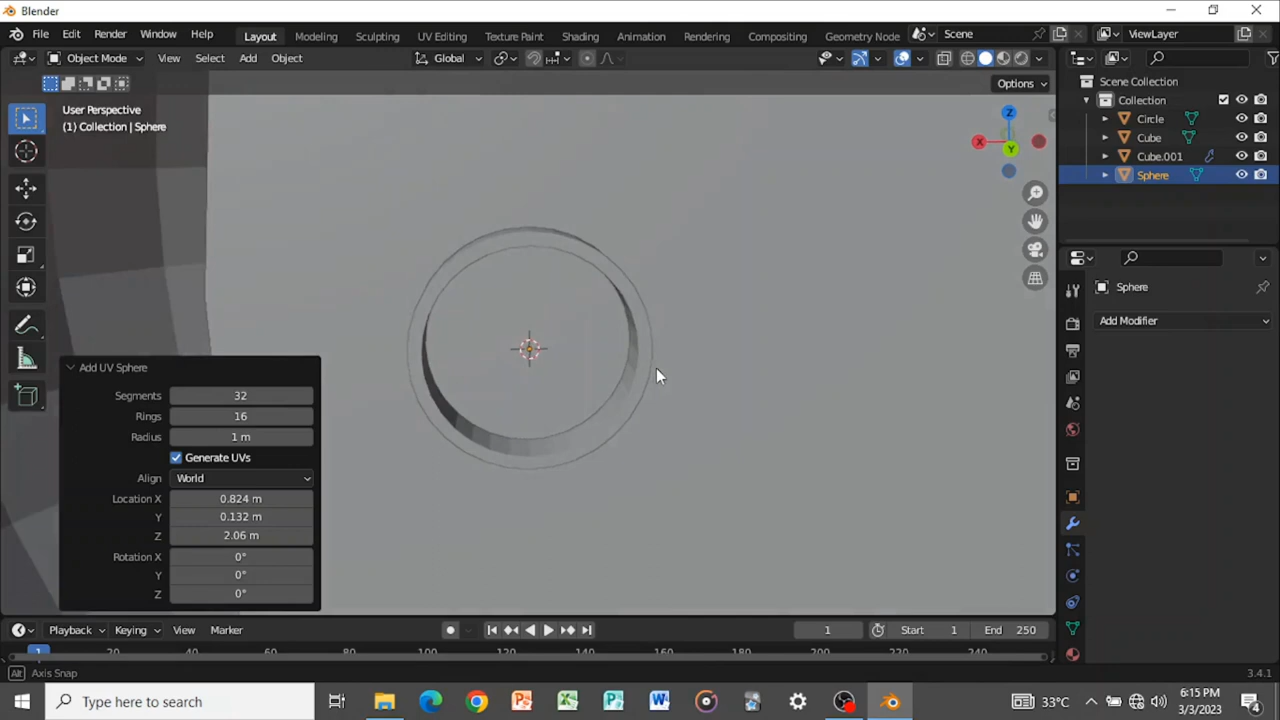 Blender
File Edit Render Window Help Layout Modeling Sculpting UV Editing Texture Paint Shading Animation Rendering Compositing Geometry Node Scene ViewLayer
Object Mode View Select Add Object Global
Options
User Perspective
(1) Collection | Sphere
Z
X
Y
Scene Collection
Collection
Circle
Cube
Cube.001
Sphere
Sphere
Add Modifier
Add UV Sphere
Segments 32
Rings 16
Radius 1 m
Generate UVs
Align World
Location X 0.824 m
Y 0.132 m
Z 2.06 m
Rotation X 0°
Y 0°
Z 0°
Playback Keying View Marker 1 Start 1 End 250
1 20 60 80 100 120 140 160 180 200 220 240
Alt Axis Snap 3.4.1
Type here to search 33°C 6:15 PM
3/3/2023
4